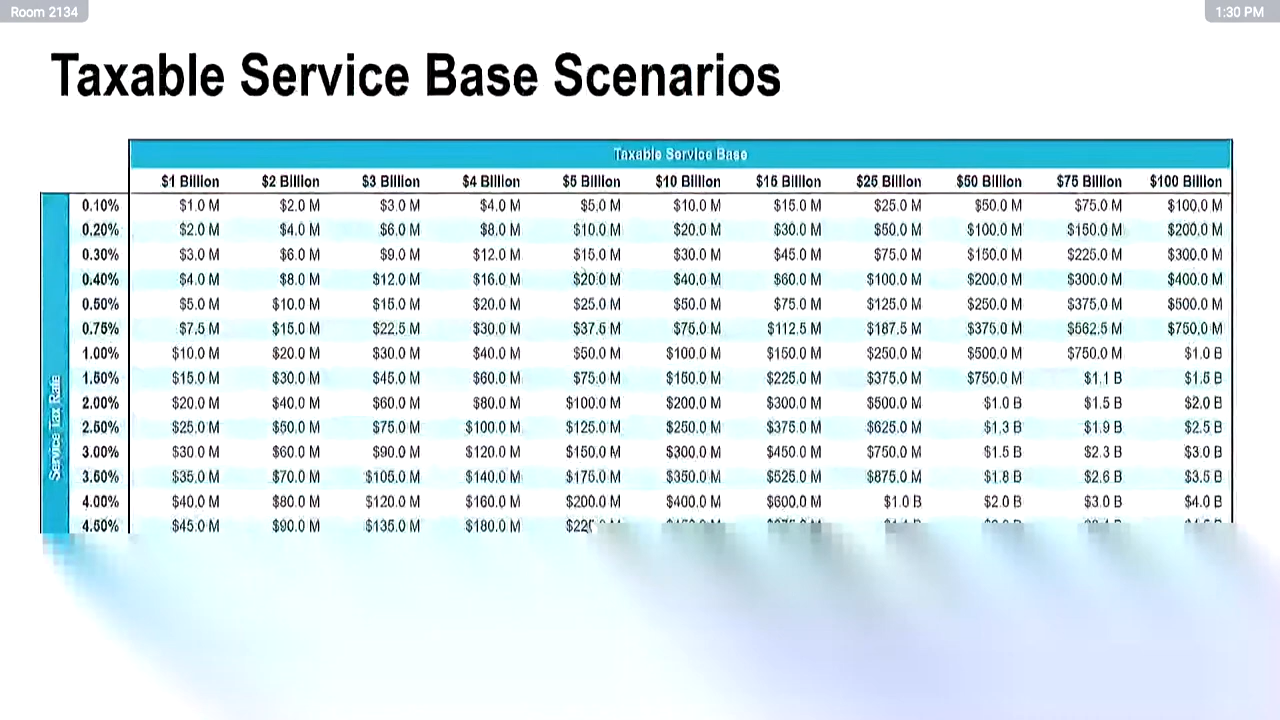 Room 2134
1:30 PM
Taxable Service Base Scenarios
Taxable Service Base
$1 Billion $2 Billion $3 Billion $4 Billion $5 Billion $10 Billion $15 Billion $25 Billion $50 Billion $75 Billion $100 Billion
Service Tax Rate
0.10% $1.0 M $2.0 M $3.0 M $4.0 M $5.0 M $10.0 M $15.0 M $25.0 M $50.0 M $75.0 M $100.0 M
0.20% $2.0 M $4.0 M $6.0 M $8.0 M $10.0 M $20.0 M $30.0 M $50.0 M $100.0 M $150.0 M $200.0 M
0.30% $3.0 M $6.0 M $9.0 M $12.0 M $15.0 M $30.0 M $45.0 M $75.0 M $150.0 M $225.0 M $300.0 M
0.40% $4.0 M $8.0 M $12.0 M $16.0 M $20.0 M $40.0 M $60.0 M $100.0 M $200.0 M $300.0 M $400.0 M
0.50% $5.0 M $10.0 M $15.0 M $20.0 M $25.0 M $50.0 M $75.0 M $125.0 M $250.0 M $375.0 M $500.0 M
0.75% $7.5 M $15.0 M $22.5 M $30.0 M $37.5 M $75.0 M $112.5 M $187.5 M $375.0 M $562.5 M $750.0 M
1.00% $10.0 M $20.0 M $30.0 M $40.0 M $50.0 M $100.0 M $150.0 M $250.0 M $500.0 M $750.0 M $1.0 B
1.50% $15.0 M $30.0 M $45.0 M $60.0 M $75.0 M $150.0 M $225.0 M $375.0 M $750.0 M $1.1 B $1.5 B
2.00% $20.0 M $40.0 M $60.0 M $80.0 M $100.0 M $200.0 M $300.0 M $500.0 M $1.0 B $1.5 B $2.0 B
2.50% $25.0 M $50.0 M $75.0 M $100.0 M $125.0 M $250.0 M $375.0 M $625.0 M $1.3 B $1.9 B $2.5 B
3.00% $30.0 M $60.0 M $90.0 M $120.0 M $150.0 M $300.0 M $450.0 M $750.0 M $1.5 B $2.3 B $3.0 B
3.50% $35.0 M $70.0 M $105.0 M $140.0 M $175.0 M $350.0 M $525.0 M $875.0 M $1.8 B $2.6 B $3.5 B
4.00% $40.0 M $80.0 M $120.0 M $160.0 M $200.0 M $400.0 M $600.0 M $1.0 B $2.0 B $3.0 B $4.0 B
4.50% $45.0 M $90.0 M $135.0 M $180.0 M